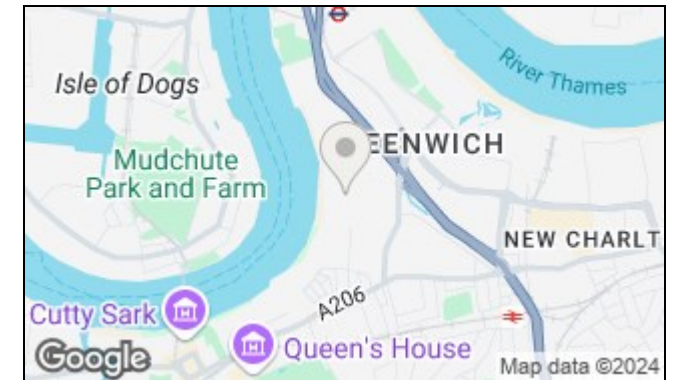 River Thames
Isle of Dogs
EENWICH
Mudchute
Park and Farm
NEW CHARLT
A206
Cutty Sark
Queen's House
Google
Map data ©2024